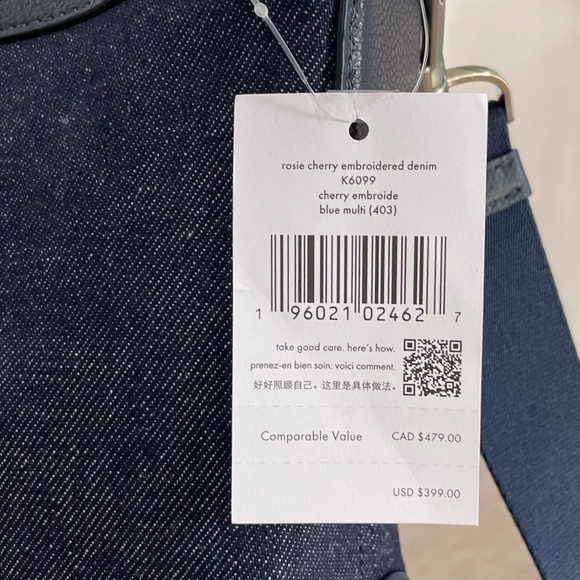 rosie cherry embroidered denim
K6099
cherry embroide
blue multi (403)
1 96021 02462 7
take good care. here's how.
prenez-en bien soin. voici comment.
好好照顾自己。这里是具体做法。
Comparable Value CAD $479.00
USD $399.00